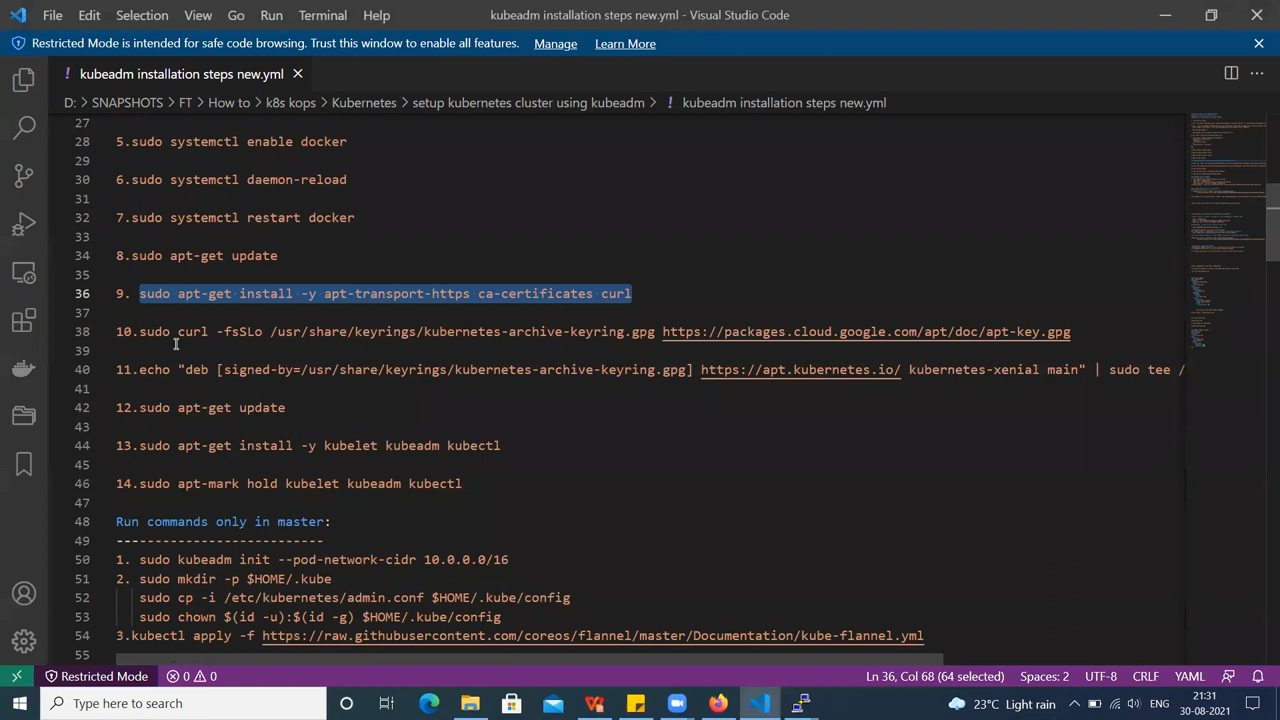 File Edit Selection View Go Run Terminal Help kubeadm installation steps new.yml - Visual Studio Code
Restricted Mode is intended for safe code browsing. Trust this window to enable all features. Manage Learn More
! kubeadm installation steps new.yml
D: > SNAPSHOTS > FT > How to > k8s kops > Kubernetes > setup kubernetes cluster using kubeadm > ! kubeadm installation steps new.yml
27
28 5.sudo systemctl enable docker
29
30 6.sudo systemctl daemon-reload
31
32 7.sudo systemctl restart docker
33
34 8.sudo apt-get update
35
36 9. sudo apt-get install -y apt-transport-https ca-certificates curl
37
38 10.sudo curl -fsSLo /usr/share/keyrings/kubernetes-archive-keyring.gpg https://packages.cloud.google.com/apt/doc/apt-key.gpg
39
40 11.echo "deb [signed-by=/usr/share/keyrings/kubernetes-archive-keyring.gpg] https://apt.kubernetes.io/ kubernetes-xenial main" | sudo tee /
41
42 12.sudo apt-get update
43
44 13.sudo apt-get install -y kubelet kubeadm kubectl
45
46 14.sudo apt-mark hold kubelet kubeadm kubectl
47
48 Run commands only in master:
49 ---------------------------
50 1. sudo kubeadm init --pod-network-cidr 10.0.0.0/16
51 2. sudo mkdir -p $HOME/.kube
52 sudo cp -i /etc/kubernetes/admin.conf $HOME/.kube/config
53 sudo chown $(id -u):$(id -g) $HOME/.kube/config
54 3.kubectl apply -f https://raw.githubusercontent.com/coreos/flannel/master/Documentation/kube-flannel.yml
55
Restricted Mode 0 0 Ln 36, Col 68 (64 selected) Spaces: 2 UTF-8 CRLF YAML
Type here to search 23°C Light rain 21:31
30-08-2021